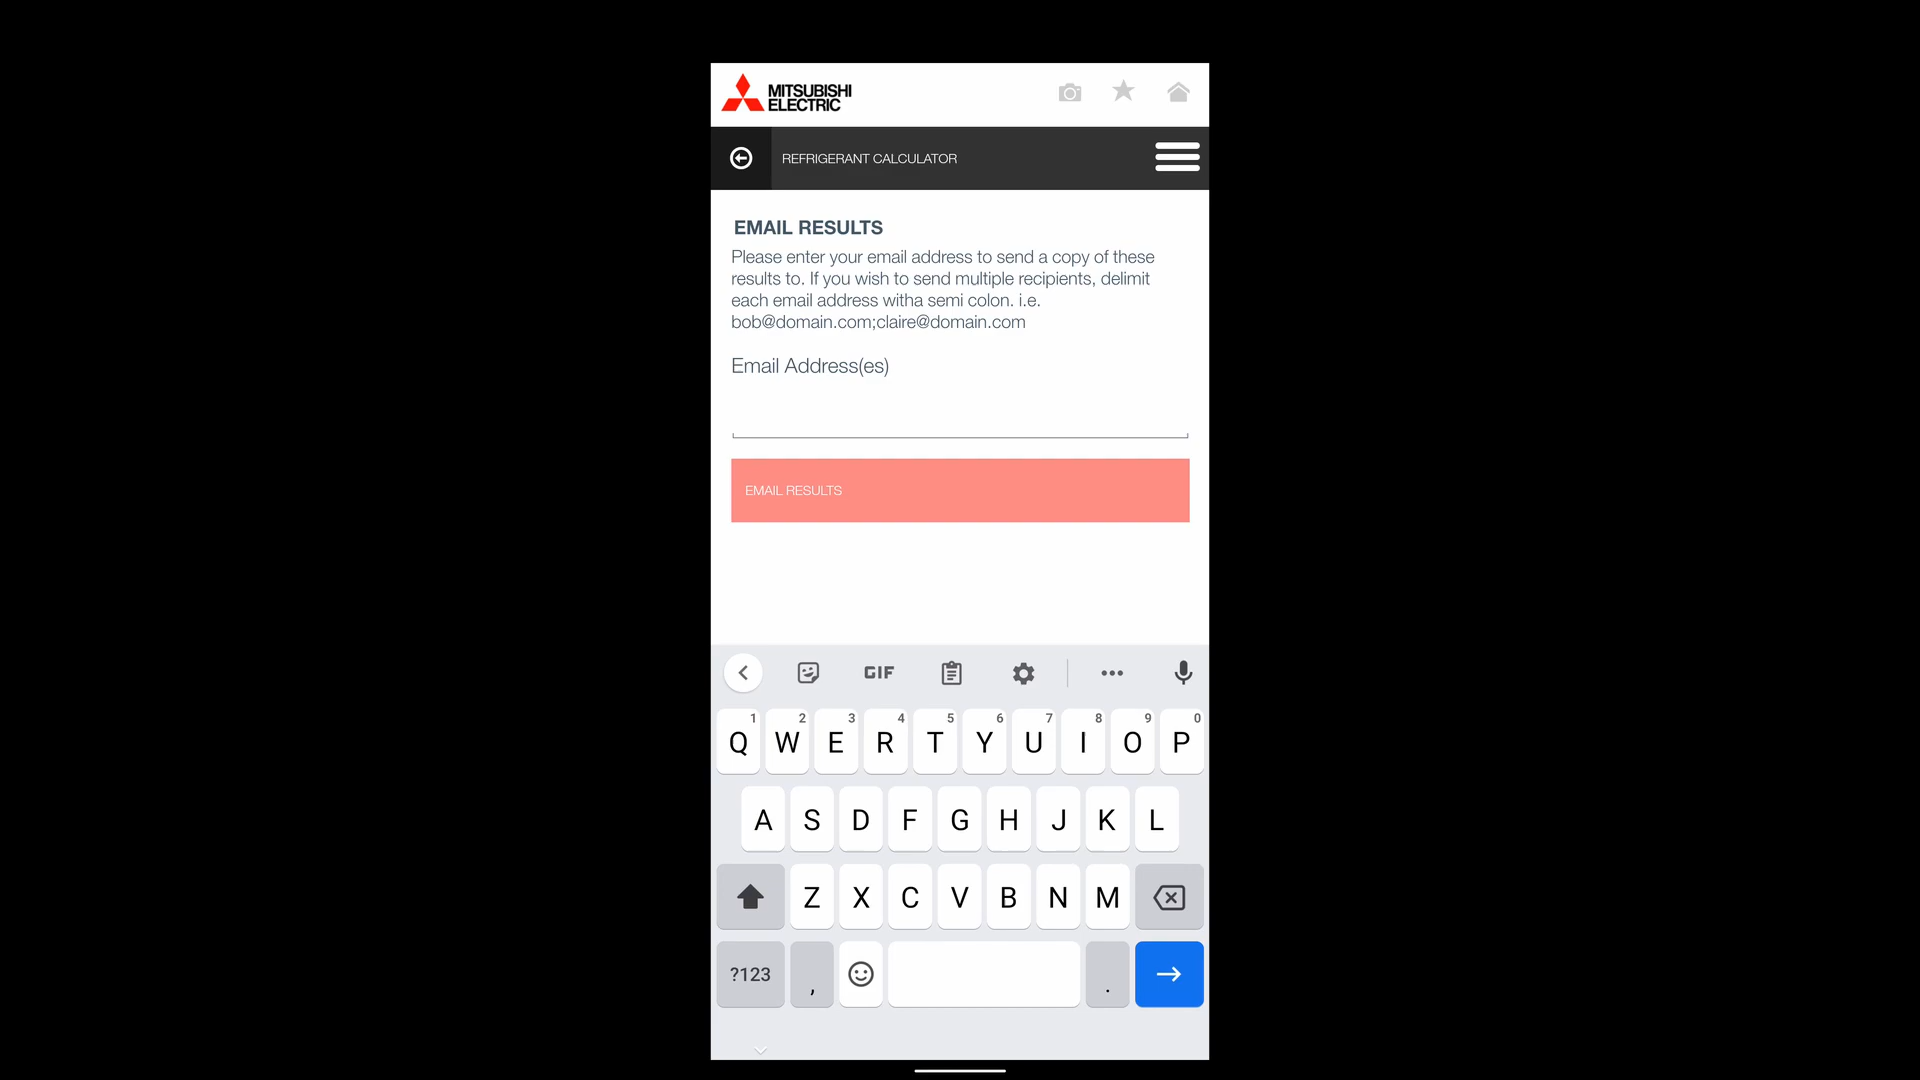 MITSUBISHI
ELECTRIC
REFRIGERANT CALCULATOR
EMAIL RESULTS
Please enter your email address to send a copy of these
results to. If you wish to send multiple recipients, delimit
each email address witha semi colon. i.e.
bob@domain.com;claire@domain.com
Email Address(es)
EMAIL RESULTS
GIF
1 2 3 4 5 6 7 8 9 0
Q W E R T Y U I O P
A S D F G H J K L
Z X C V B N M
?123 , .